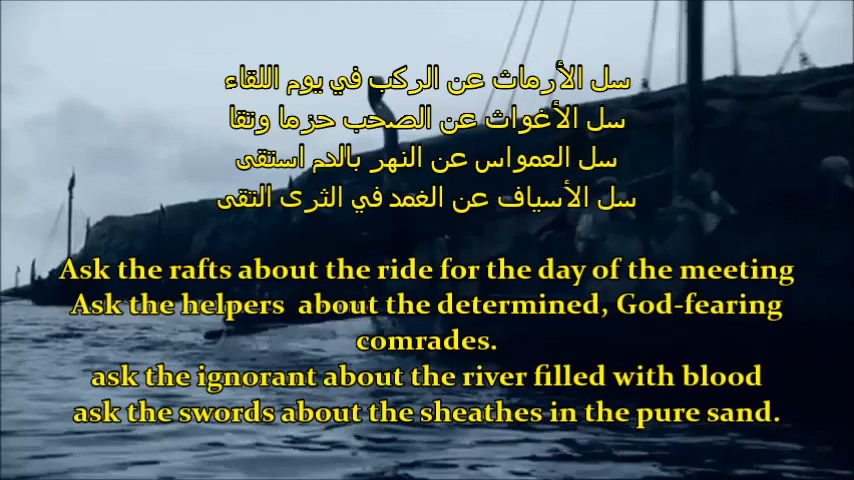 سل الأرماث عن الركب في يوم اللقاء
سل الأغواث عن الصحب حزما وتقا
سل العمواس عن النهر بالدم استقى
سل الأسياف عن الغمد في الثرى التقى
Ask the rafts about the ride for the day of the meeting
Ask the helpers  about the determined, God-fearing
comrades.
ask the ignorant about the river filled with blood
ask the swords about the sheathes in the pure sand.